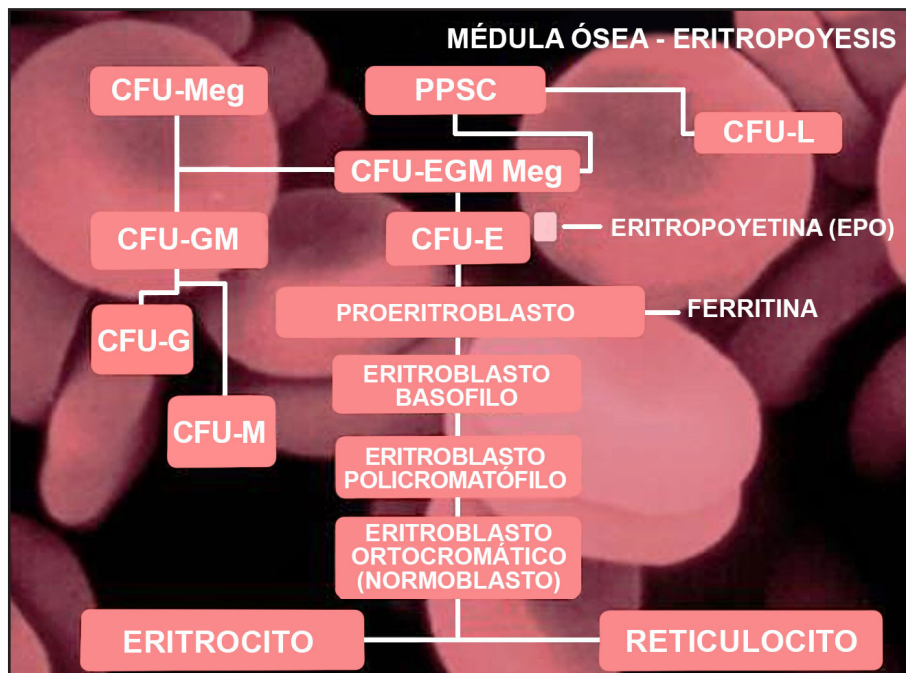 MÉDULA ÓSEA - ERITROPOYESIS
CFU-Meg
PPSC
CFU-L
CFU-EGM Meg
CFU-GM
CFU-E
ERITROPOYETINA (EPO)
PROERITROBLASTO
FERRITINA
CFU-G
ERITROBLASTO
BASOFILO
CFU-M
ERITROBLASTO
POLICROMATÓFILO
ERITROBLASTO
ORTOCROMÁTICO
(NORMOBLASTO)
ERITROCITO
RETICULOCITO